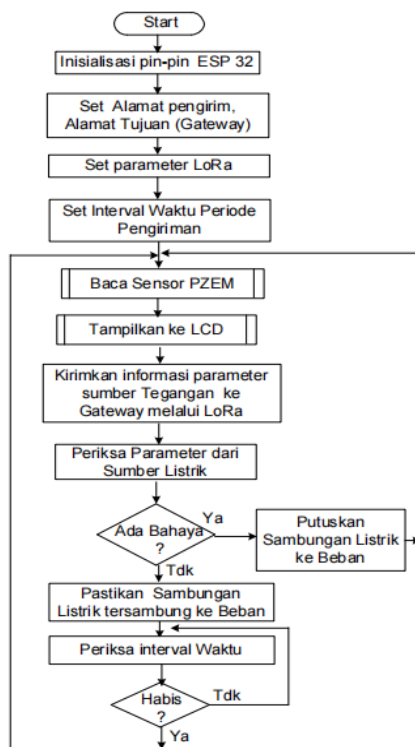 Start
Inisialisasi pin-pin ESP 32
Set Alamat pengirim,
Alamat Tujuan (Gateway)
Set parameter LoRa
Set Interval Waktu Periode
Pengiriman
Baca Sensor PZEM
Tampilkan ke LCD
Kirimkan informasi parameter
sumber Tegangan ke
Gateway melalui LoRa
Periksa Parameter dari
Sumber Listrik
Ada Bahaya
?
Ya
Putuskan
Sambungan Listrik
ke Beban
Tdk
Pastikan Sambungan
Listrik tersambung ke Beban
Periksa interval Waktu
Habis
?
Tdk
Ya